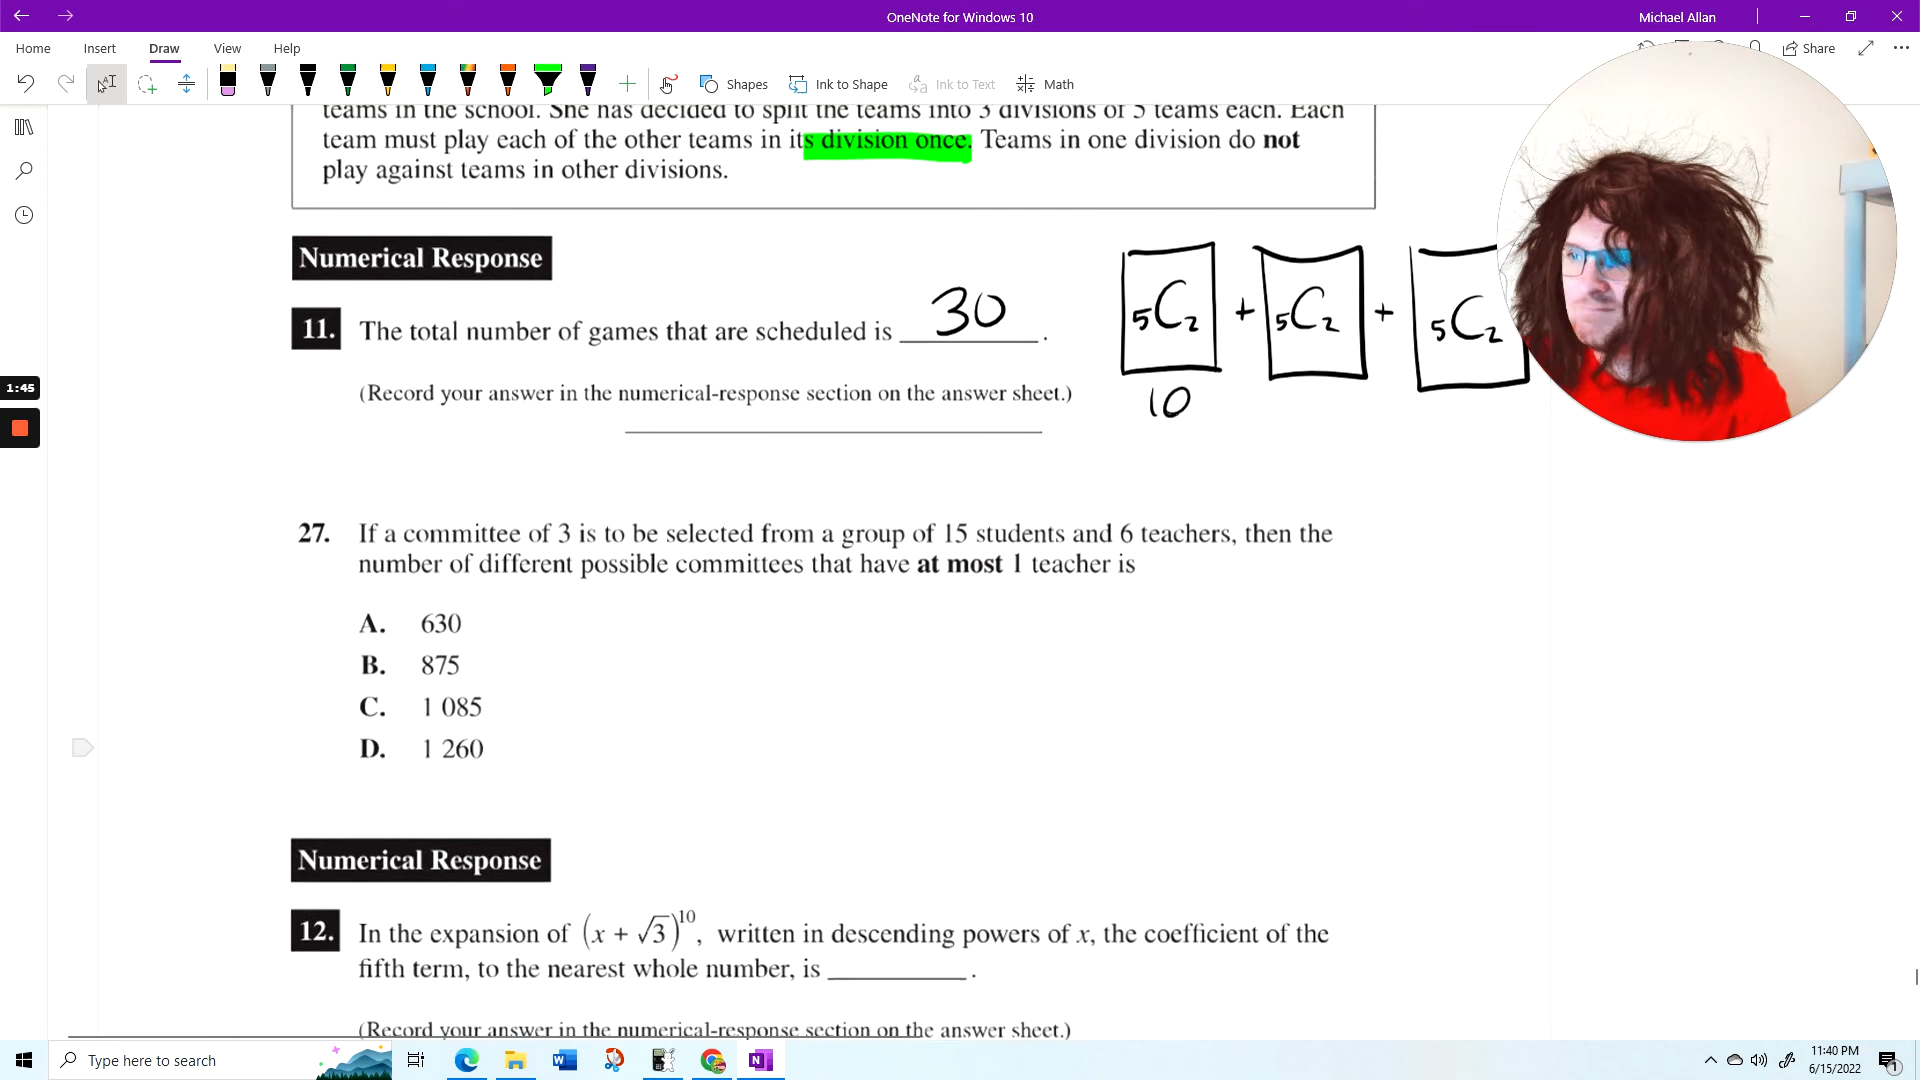 OneNote for Windows 10
Michael Allan
Home Insert Draw View Help
Share
Shapes
Ink to Shape
Ink to Text
Math
teams in the school. She has decided to split the teams into 3 divisions of 5 teams each. Each
team must play each of the other teams in its division once. Teams in one division do not
play against teams in other divisions.
Numerical Response
11. The total number of games that are scheduled is 30.
(Record your answer in the numerical-response section on the answer sheet.)
₅C₂ + ₅C₂ + ₅C₂
10
1:45
27. If a committee of 3 is to be selected from a group of 15 students and 6 teachers, then the
number of different possible committees that have at most 1 teacher is
A. 630
B. 875
C. 1 085
D. 1 260
Numerical Response
12. In the expansion of (x + √3)¹⁰, written in descending powers of x, the coefficient of the
fifth term, to the nearest whole number, is __________.
(Record your answer in the numerical-response section on the answer sheet.)
Type here to search
11:40 PM
6/15/2022
1